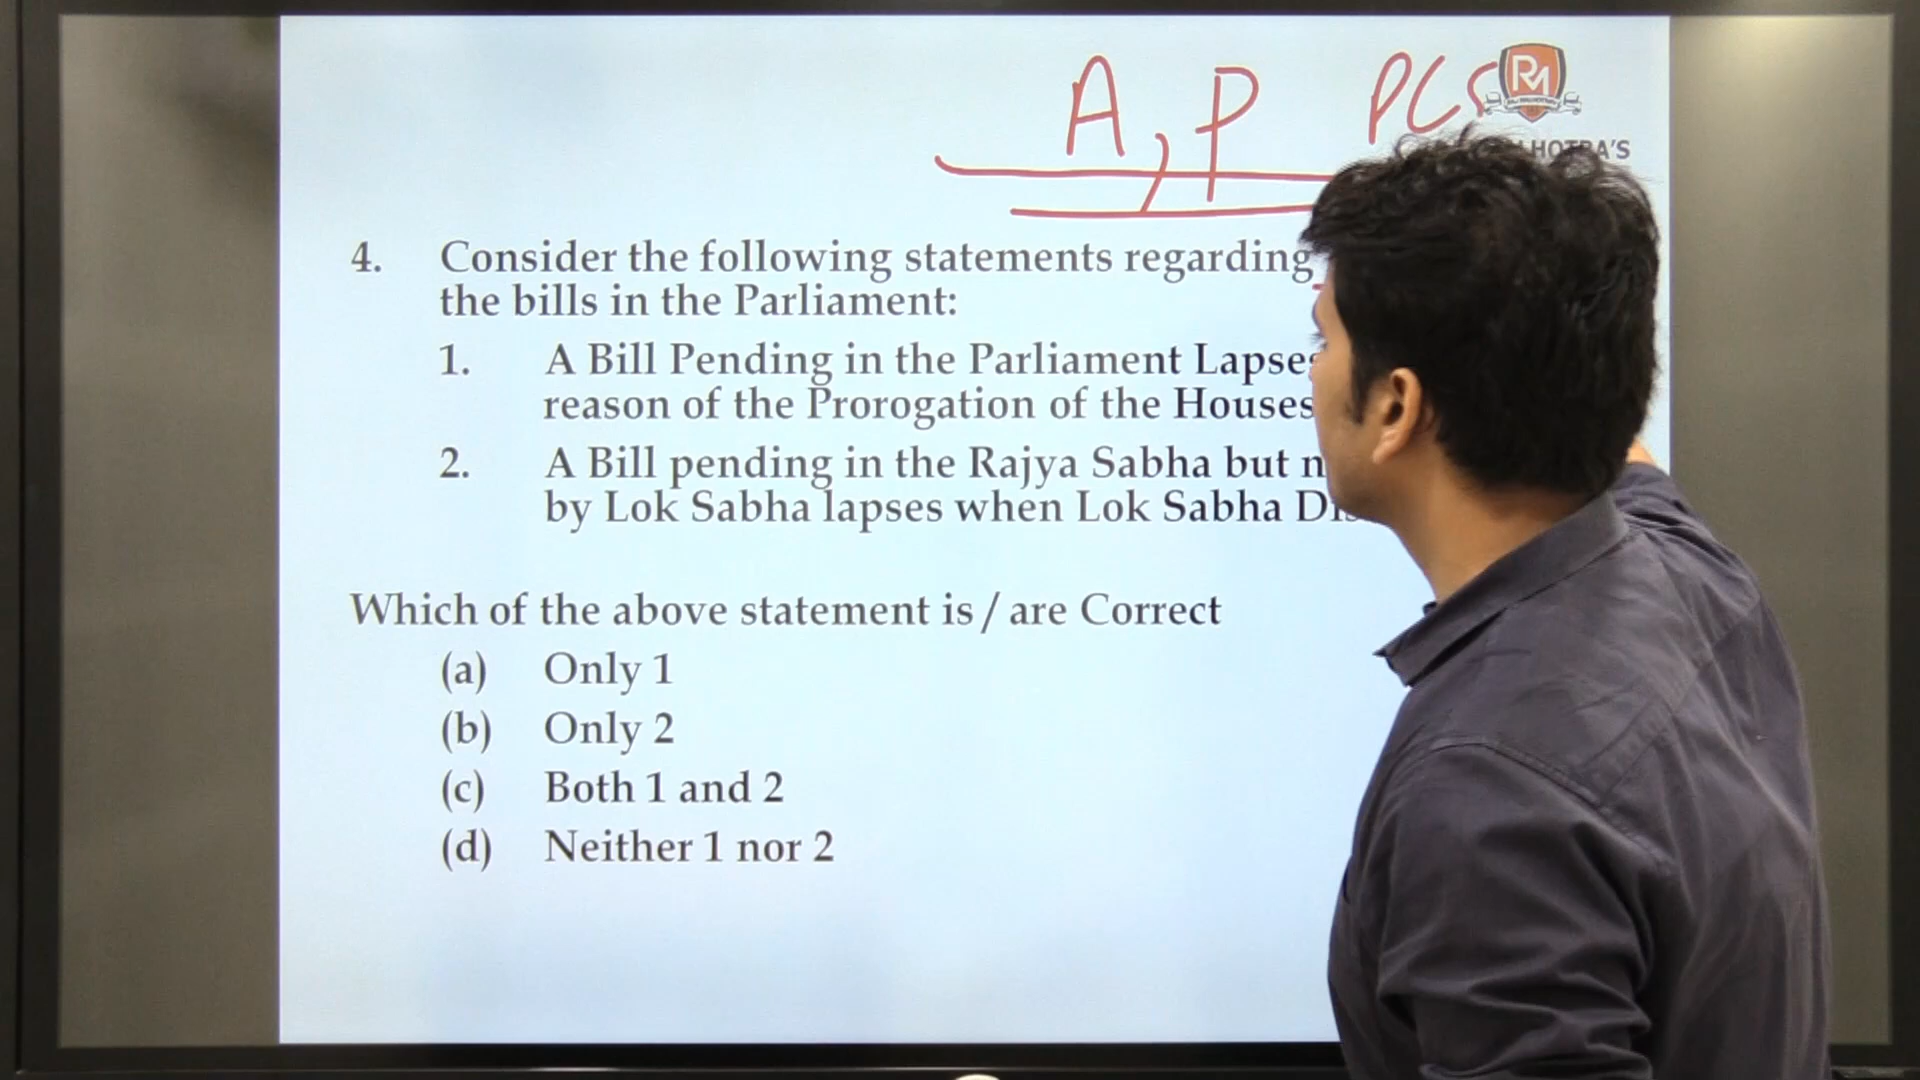 A, P PCS
RM
HOTRA'S
4. Consider the following statements regarding
the bills in the Parliament:
1. A Bill Pending in the Parliament Lapses
reason of the Prorogation of the Houses
2. A Bill pending in the Rajya Sabha but
by Lok Sabha lapses when Lok Sabha
Which of the above statement is / are Correct
(a) Only 1
(b) Only 2
(c) Both 1 and 2
(d) Neither 1 nor 2